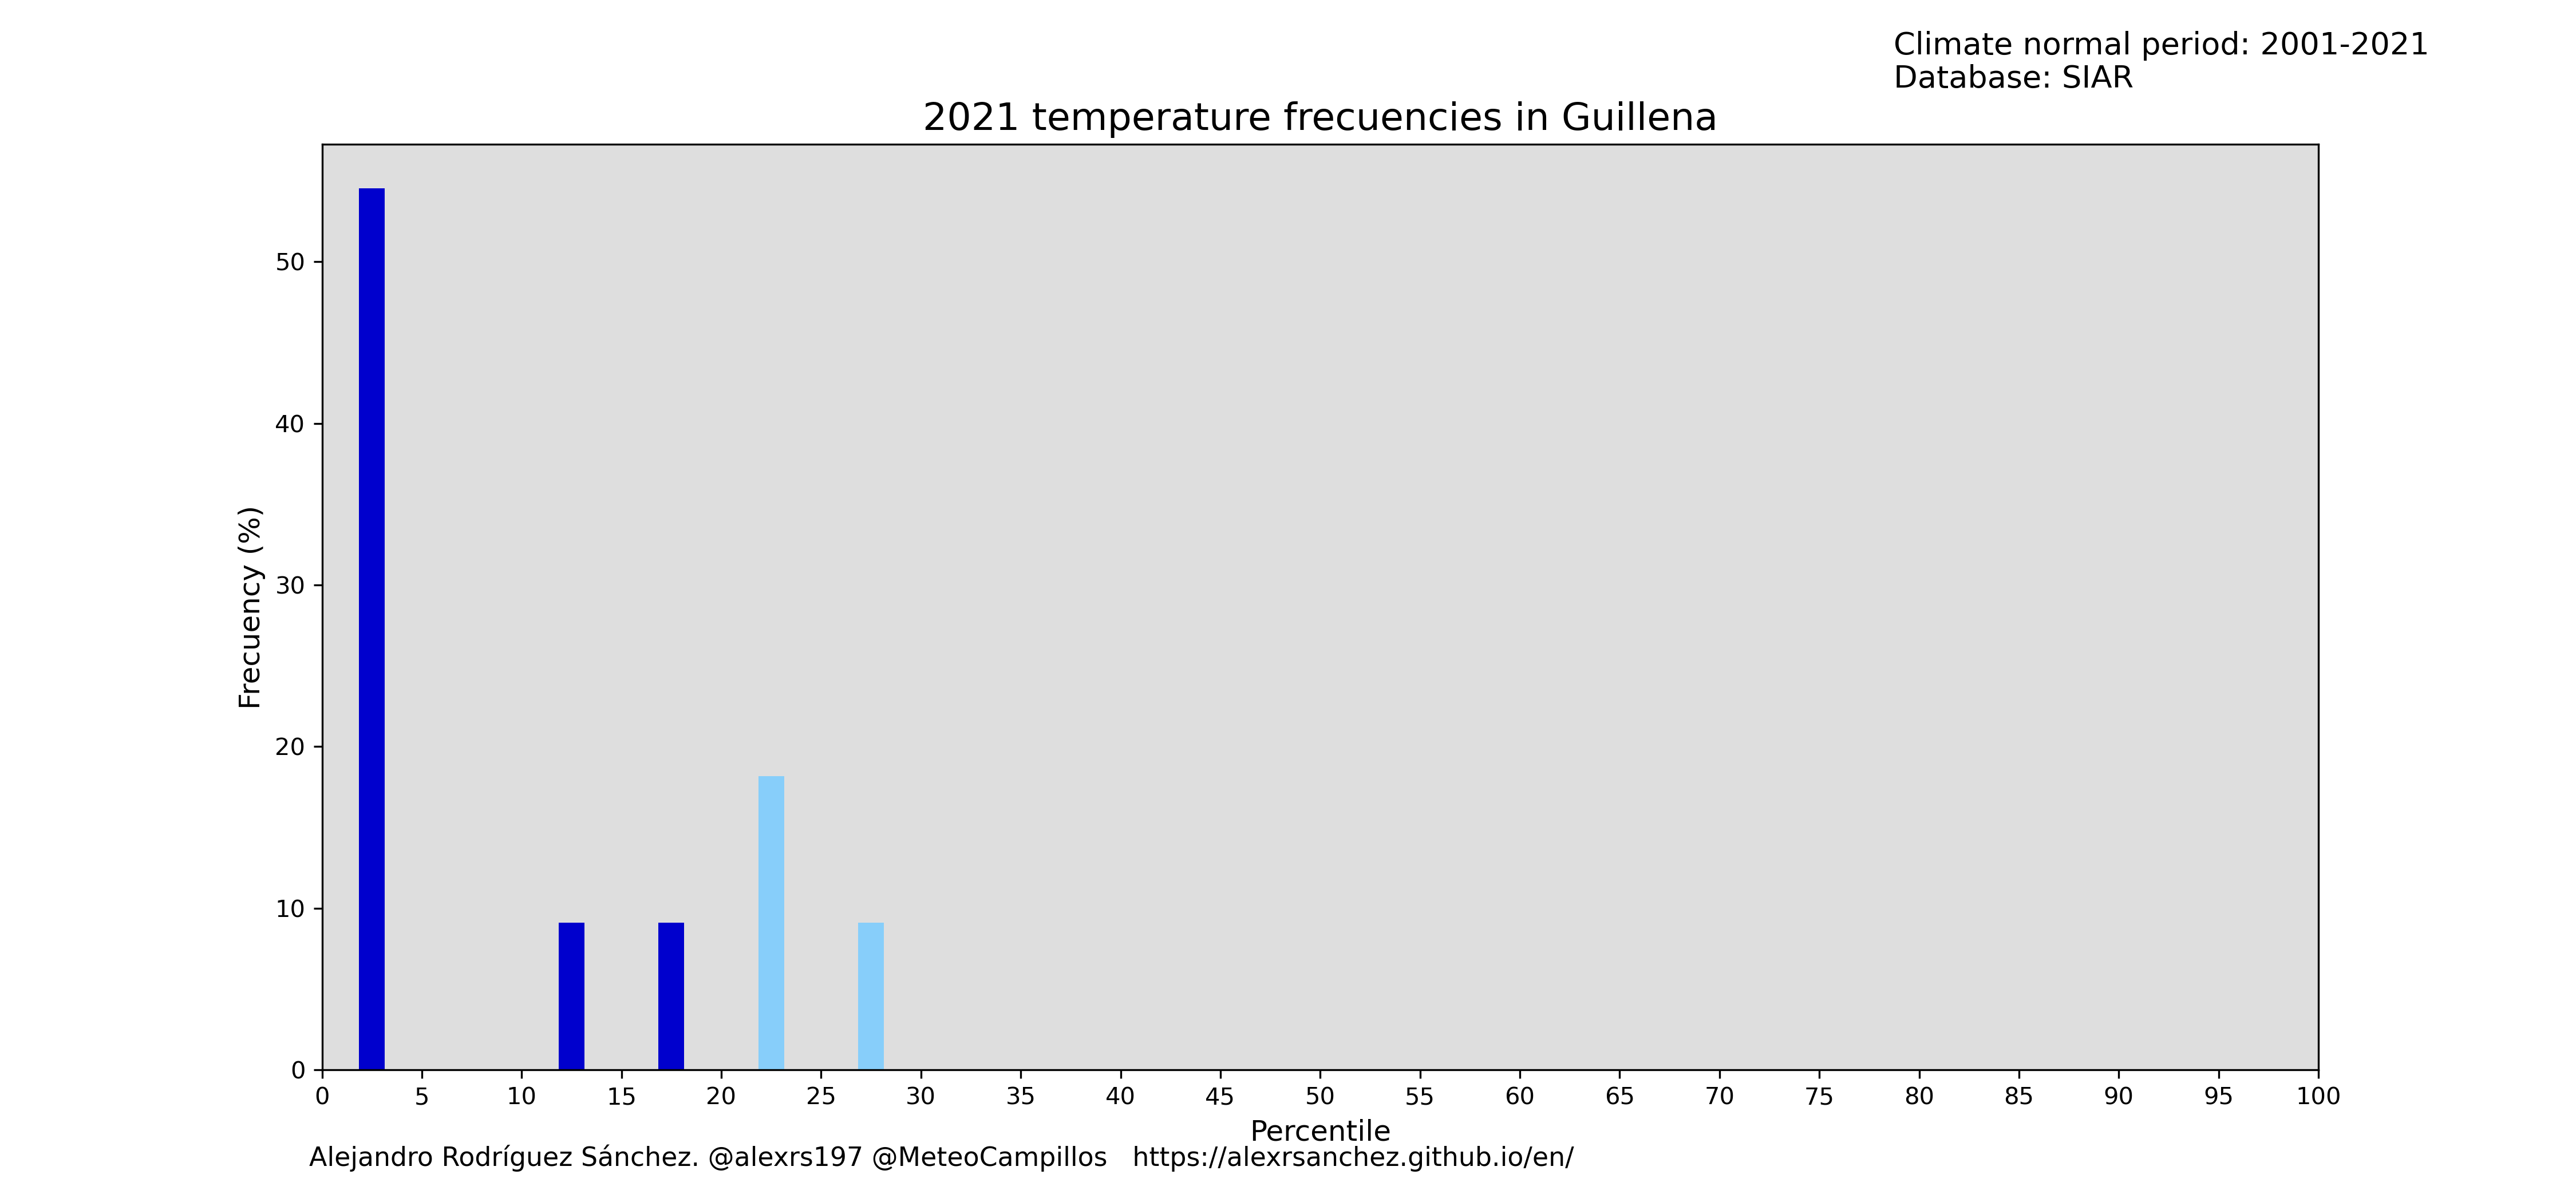 Climate normal period: 2001-2021
Database: SIAR
2021 temperature frecuencies in Guillena
Frecuency (%)
50
40
30
20
10
0
0 5 10 15 20 25 30 35 40 45 50 55 60 65 70 75 80 85 90 95 100
Percentile
Alejandro Rodríguez Sánchez. @alexrs197 @MeteoCampillos https://alexrsanchez.github.io/en/